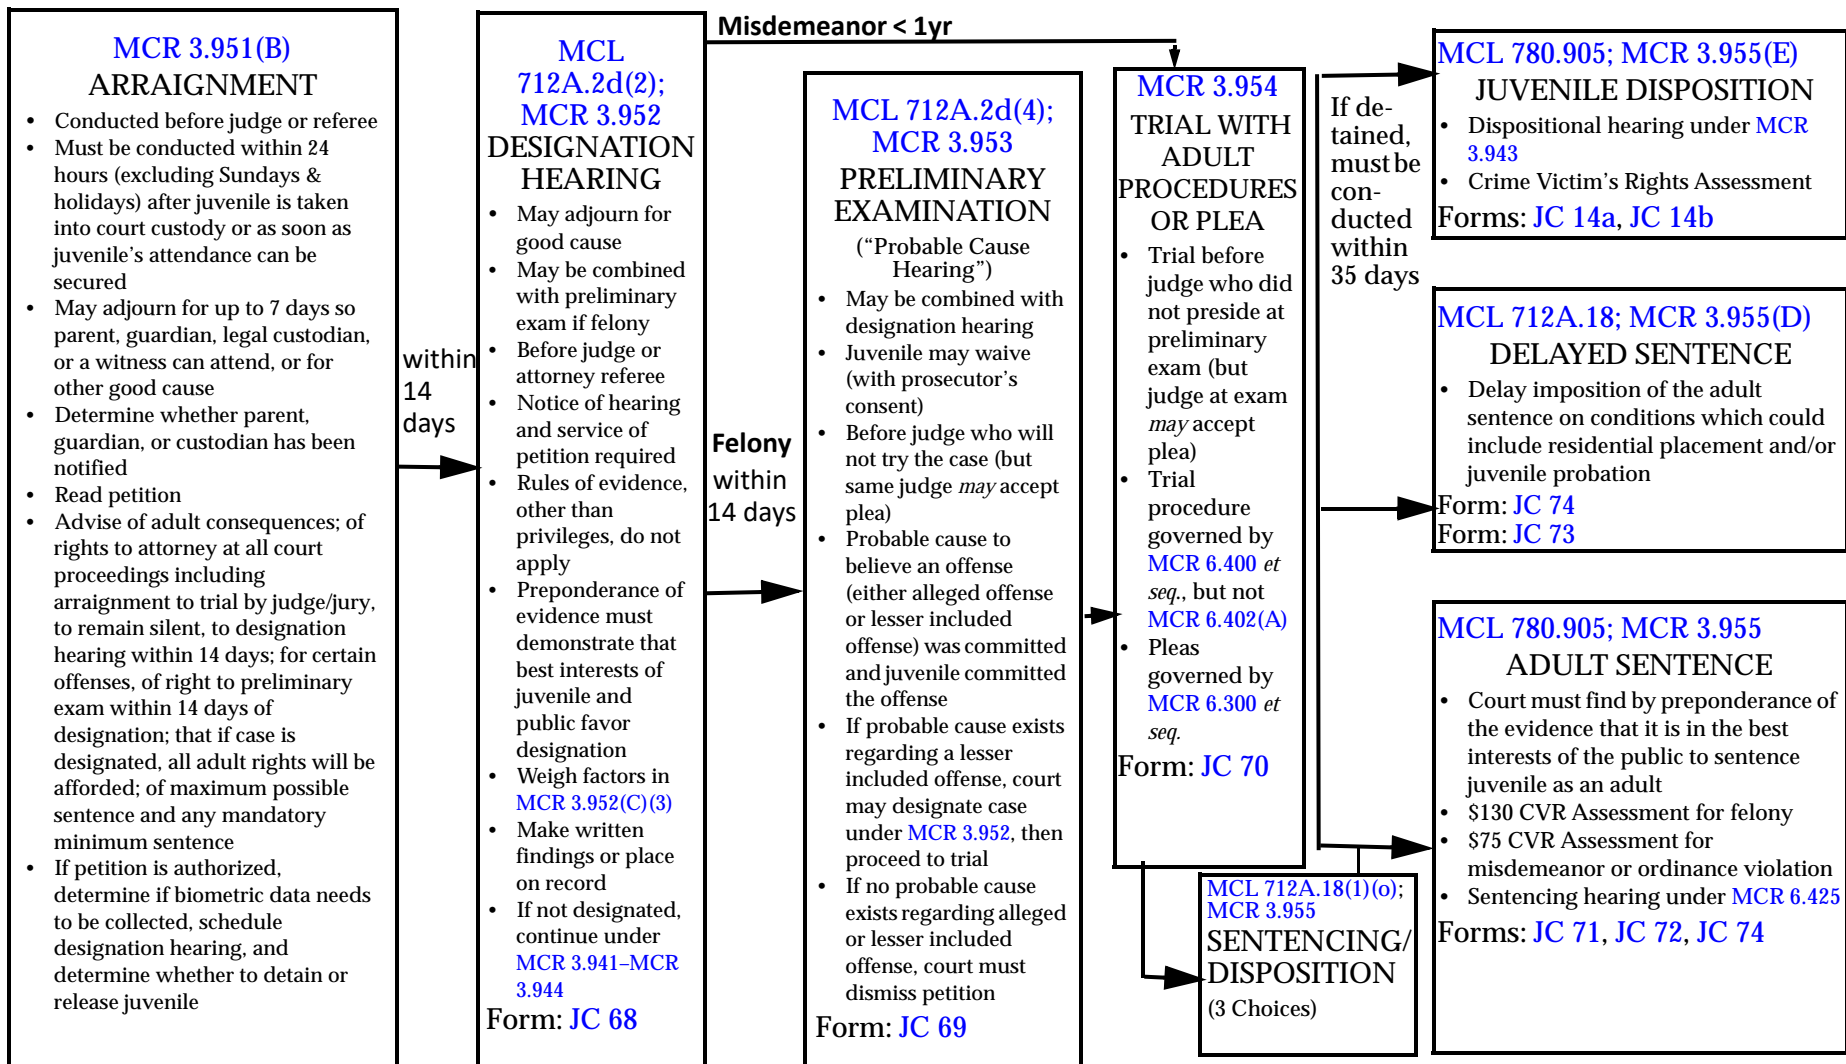 MCR 3.951(B)
ARRAIGNMENT
• Conducted before judge or referee
• Must be conducted within 24
hours (excluding Sundays &
holidays) after juvenile is taken
into court custody or as soon as
juvenile's attendance can be
secured
• May adjourn for up to 7 days so
parent, guardian, legal custodian,
or a witness can attend, or for
other good cause
• Determine whether parent,
guardian, or custodian has been
notified
• Read petition
• Advise of adult consequences; of
rights to attorney at all court
proceedings including
arraignment to trial by judge/jury,
to remain silent, to designation
hearing within 14 days; for certain
offenses, of right to preliminary
exam within 14 days of
designation; that if case is
designated, all adult rights will be
afforded; of maximum possible
sentence and any mandatory
minimum sentence
• If petition is authorized,
determine if biometric data needs
to be collected, schedule
designation hearing, and
determine whether to detain or
release juvenile
within
14
days
MCL
712A.2d(2);
MCR 3.952
DESIGNATION
HEARING
• May adjourn for
good cause
• May be combined
with preliminary
exam if felony
• Before judge or
attorney referee
• Notice of hearing
and service of
petition required
• Rules of evidence,
other than
privileges, do not
apply
• Preponderance of
evidence must
demonstrate that
best interests of
juvenile and
public favor
designation
• Weigh factors in
MCR 3.952(C)(3)
• Make written
findings or place
on record
• If not designated,
continue under
MCR 3.941–MCR
3.944
Form: JC 68
Misdemeanor < 1yr
Felony
within
14 days
MCL 712A.2d(4);
MCR 3.953
PRELIMINARY
EXAMINATION
(“Probable Cause
Hearing”)
• May be combined with
designation hearing
• Juvenile may waive
(with prosecutor's
consent)
• Before judge who will
not try the case (but
same judge may accept
plea)
• Probable cause to
believe an offense
(either alleged offense
or lesser included
offense) was committed
and juvenile committed
the offense
• If probable cause exists
regarding a lesser
included offense, court
may designate case
under MCR 3.952, then
proceed to trial
• If no probable cause
exists regarding alleged
or lesser included
offense, court must
dismiss petition
Form: JC 69
MCR 3.954
TRIAL WITH
ADULT
PROCEDURES
OR PLEA
• Trial before
judge who did
not preside at
preliminary
exam (but
judge at exam
may accept
plea)
• Trial
procedure
governed by
MCR 6.400 et
seq., but not
MCR 6.402(A)
• Pleas
governed by
MCR 6.300 et
seq.
Form: JC 70
MCL 712A.18(1)(o);
MCR 3.955
SENTENCING/
DISPOSITION
(3 Choices)
If de-
tained,
must be
con-
ducted
within
35 days
MCL 780.905; MCR 3.955(E)
JUVENILE DISPOSITION
• Dispositional hearing under MCR
3.943
• Crime Victim's Rights Assessment
Forms: JC 14a, JC 14b
MCL 712A.18; MCR 3.955(D)
DELAYED SENTENCE
• Delay imposition of the adult
sentence on conditions which could
include residential placement and/or
juvenile probation
Form: JC 74
Form: JC 73
MCL 780.905; MCR 3.955
ADULT SENTENCE
• Court must find by preponderance of
the evidence that it is in the best
interests of the public to sentence
juvenile as an adult
• $130 CVR Assessment for felony
• $75 CVR Assessment for
misdemeanor or ordinance violation
• Sentencing hearing under MCR 6.425
Forms: JC 71, JC 72, JC 74